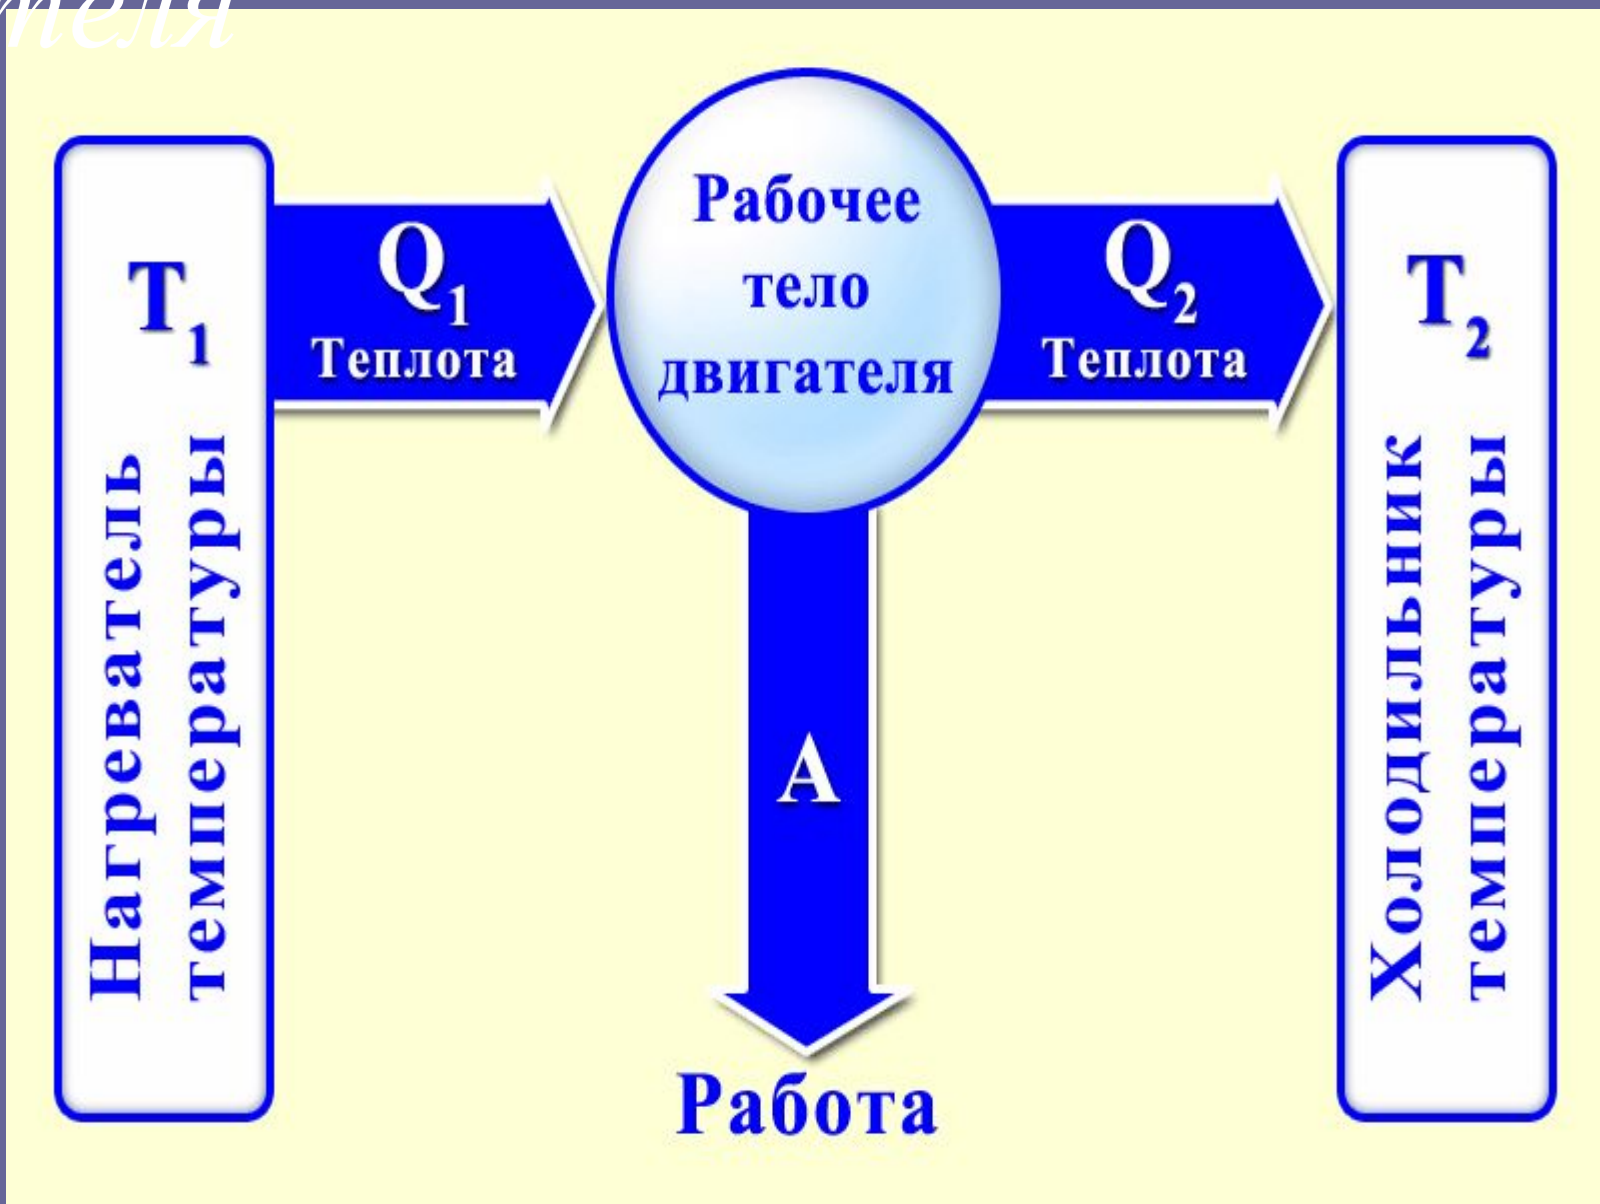 T1
Нагреватель
температуры
Q1
Теплота
Рабочее
тело
двигателя
Q2
Теплота
T2
Холодильник
температуры
A
Работа